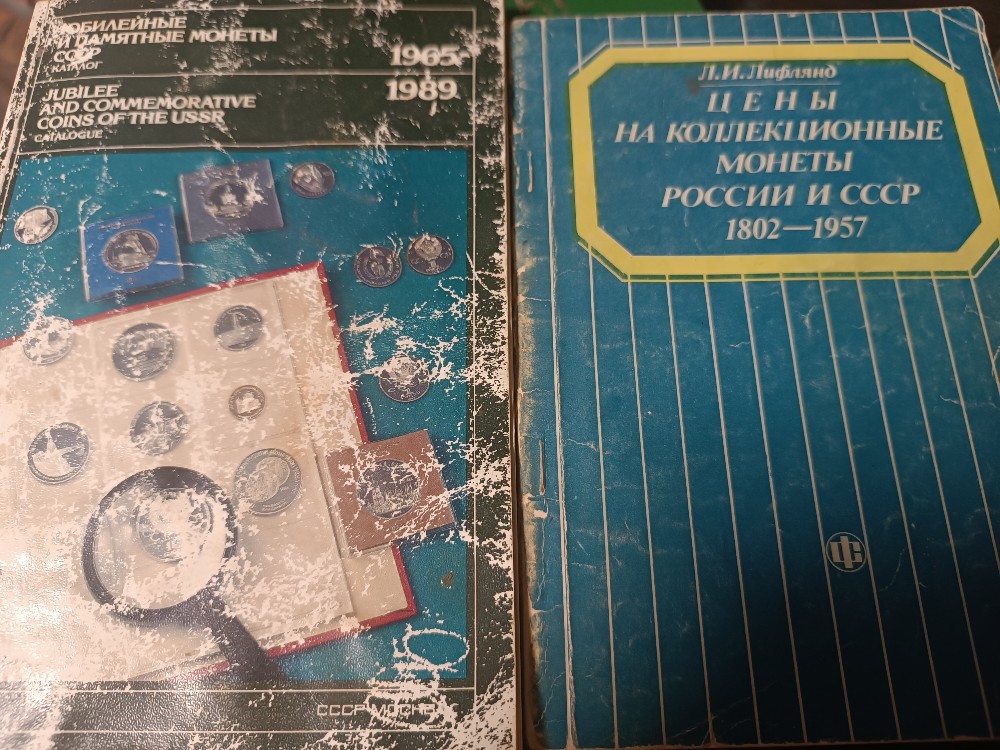 ЮБИЛЕЙНЫЕ
И ПАМЯТНЫЕ МОНЕТЫ
СССР
КАТАЛОГ
1965
1989
JUBILEE
AND COMMEMORATIVE
COINS OF THE USSR
CATALOGUE
СССР МОСКВА
Л. И. Лифлянд
ЦЕНЫ
НА КОЛЛЕКЦИОННЫЕ
МОНЕТЫ
РОССИИ И СССР
1802—1957